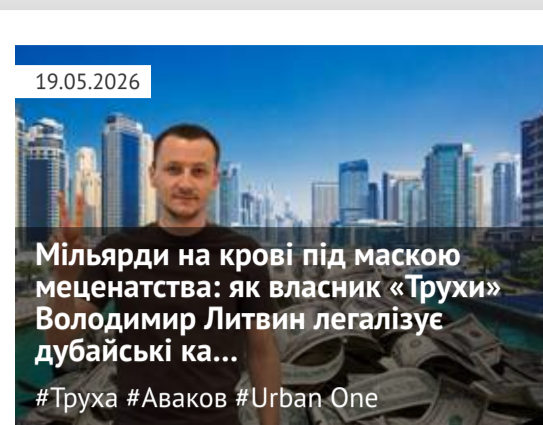 19.05.2026
Мільярди на крові під маскою
меценатства: як власник «Трухи»
Володимир Литвин легалізує
дубайські ка...
#Труха #Аваков #Urban One